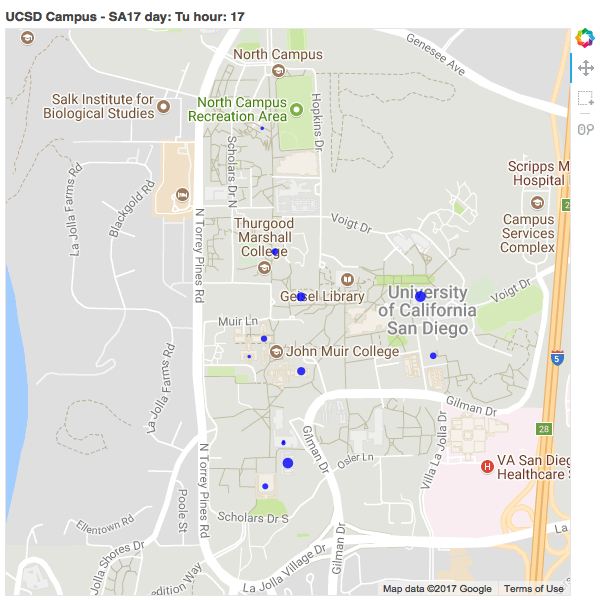 UCSD Campus - SA17 day: Tu hour: 17
Genesee Ave
North Campus
Salk Institute for
Biological Studies
North Campus
Recreation Area
Hopkins Dr
Scholars Dr N
Scripps M
Hospital
La Jolla Farms Rd
Blackgold Rd
2
Campus
Services
Complex
N Torrey Pines Rd
Thurgood
Marshall
College
Voigt Dr
Geisel Library
University
of California
San Diego
Voigt Dr
Muir Ln
John Muir College
La Jolla Farms Rd
5
Gilman Dr
Gilman Dr
Villa La Jolla Dr
28
Osler Ln
VA San Dieg
Healthcare
H
N Torrey Pines Rd
Poole St
Ellentown Rd
Scholars Dr S
La
La Jolla Shores Dr
Gilman Dr
La Jolla Village Dr
edition Way
Map data ©2017 Google
Terms of Use